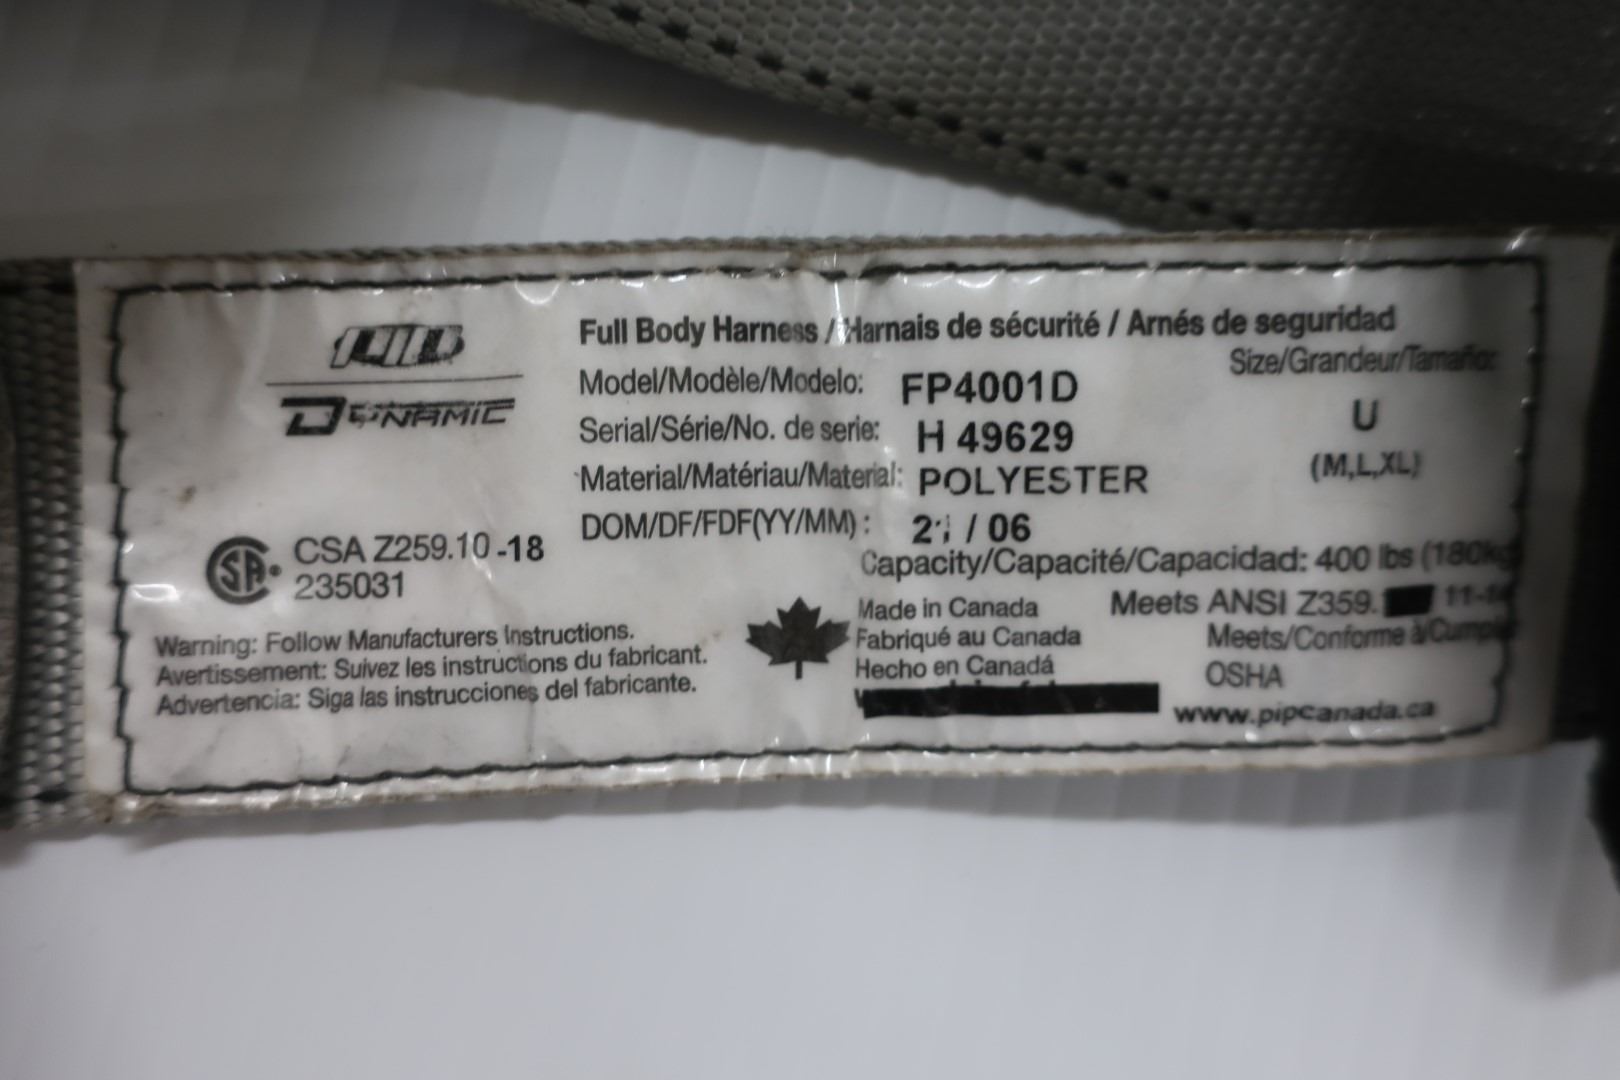 PIP
DYNAMIC
Full Body Harness / Harnais de sécurité / Arnés de seguridad
Size/Grandeur/Tamaño:
Model/Modèle/Modelo: FP4001D
U
Serial/Série/No. de serie: H 49629
(M,L,XL)
Material/Matériau/Material: POLYESTER
DOM/DF/FDF(YY/MM): / 06
CSA Z259.10-18
235031
Capacity/Capacité/Capacidad: 400 lbs (180kg
Made in Canada
Fabriqué au Canada
Hecho en Canadá
Meets ANSI Z359.
Meets/Conforme à/Cumple
OSHA
www.pipcanada.ca
Warning: Follow Manufacturers Instructions.
Avertissement: Suivez les instructions du fabricant.
Advertencia: Siga las instrucciones del fabricante.